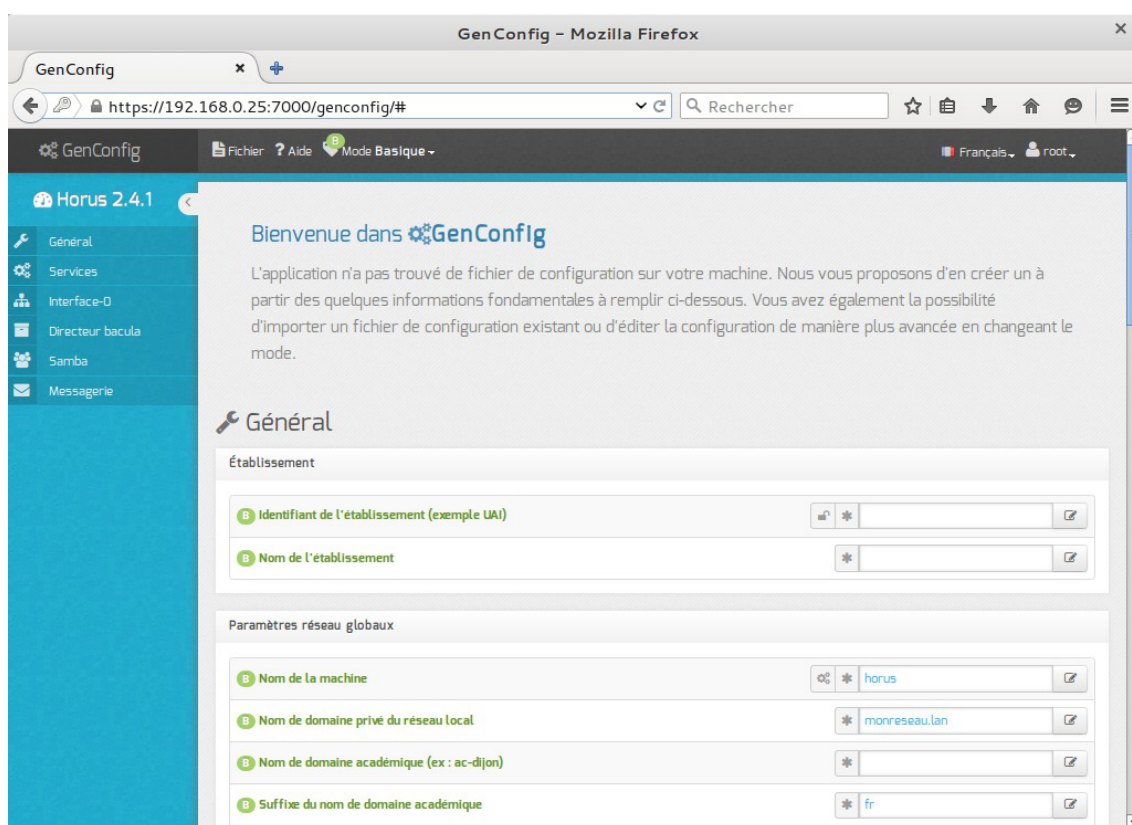 GenConfig - Mozilla Firefox
GenConfig
https://192.168.0.25:7000/genconfig/#
Rechercher
GenConfig
Fichier ? Aide B Mode Basique
Français
root
Horus 2.4.1
Général
Services
Interface-0
Directeur bacula
Samba
Messagerie
Bienvenue dans GenConfig
L'application n'a pas trouvé de fichier de configuration sur votre machine. Nous vous proposons d'en créer un à
partir des quelques informations fondamentales à remplir ci-dessous. Vous avez également la possibilité
d'importer un fichier de configuration existant ou d'éditer la configuration de manière plus avancée en changeant le
mode.
Général
Établissement
B Identifiant de l'établissement (exemple UAI)
B Nom de l'établissement
Paramètres réseau globaux
B Nom de la machine
horus
B Nom de domaine privé du réseau local
monreseau.lan
B Nom de domaine académique (ex : ac-dijon)
B Suffixe du nom de domaine académique
fr